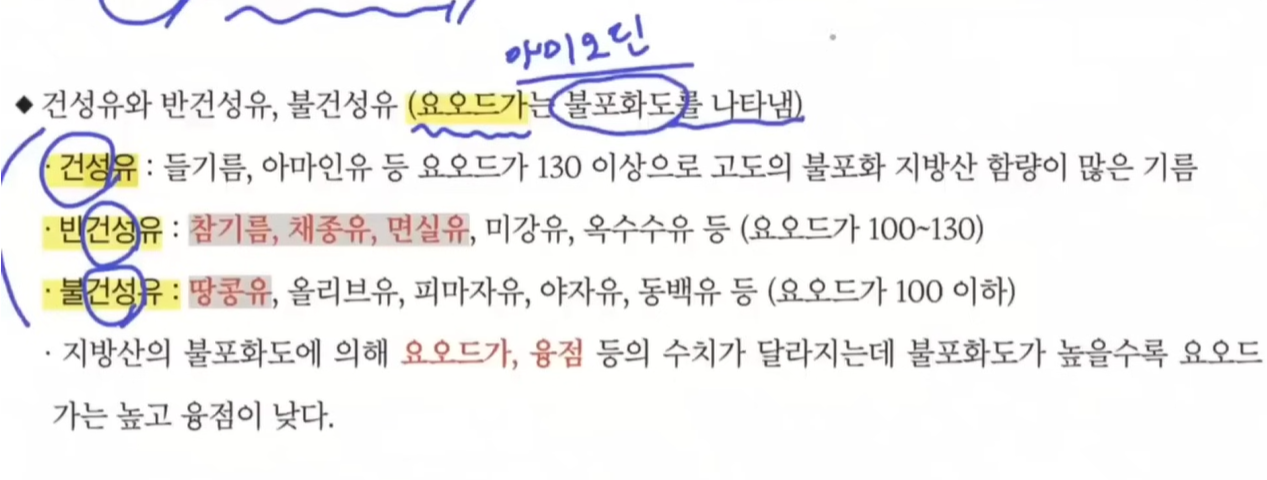 아이오딘
◆ 건성유와 반건성유, 불건성유 (요오드가는 불포화도를 나타냄)
· 건성유 : 들기름, 아마인유 등 요오드가 130 이상으로 고도의 불포화 지방산 함량이 많은 기름
· 반건성유 : 참기름, 채종유, 면실유, 미강유, 옥수수유 등 (요오드가 100~130)
· 불건성유 : 땅콩유, 올리브유, 피마자유, 야자유, 동백유 등 (요오드가 100 이하)
· 지방산의 불포화도에 의해 요오드가, 융점 등의 수치가 달라지는데 불포화도가 높을수록 요오드
가는 높고 융점이 낮다.